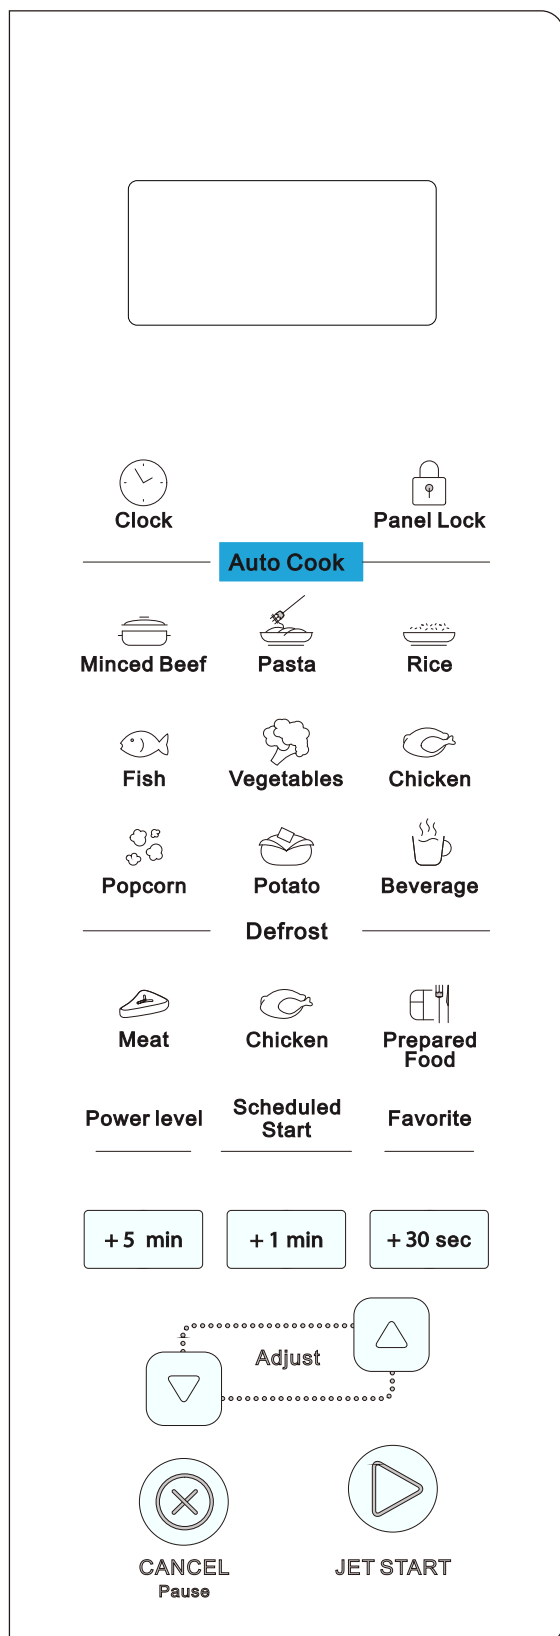 Clock Panel Lock
Auto Cook
Minced Beef Pasta Rice
Fish Vegetables Chicken
Popcorn Potato Beverage
Defrost
Meat Chicken Prepared
Food
Power level Scheduled
Start Favorite
+ 5 min + 1 min + 30 sec
Adjust
CANCEL JET START
Pause